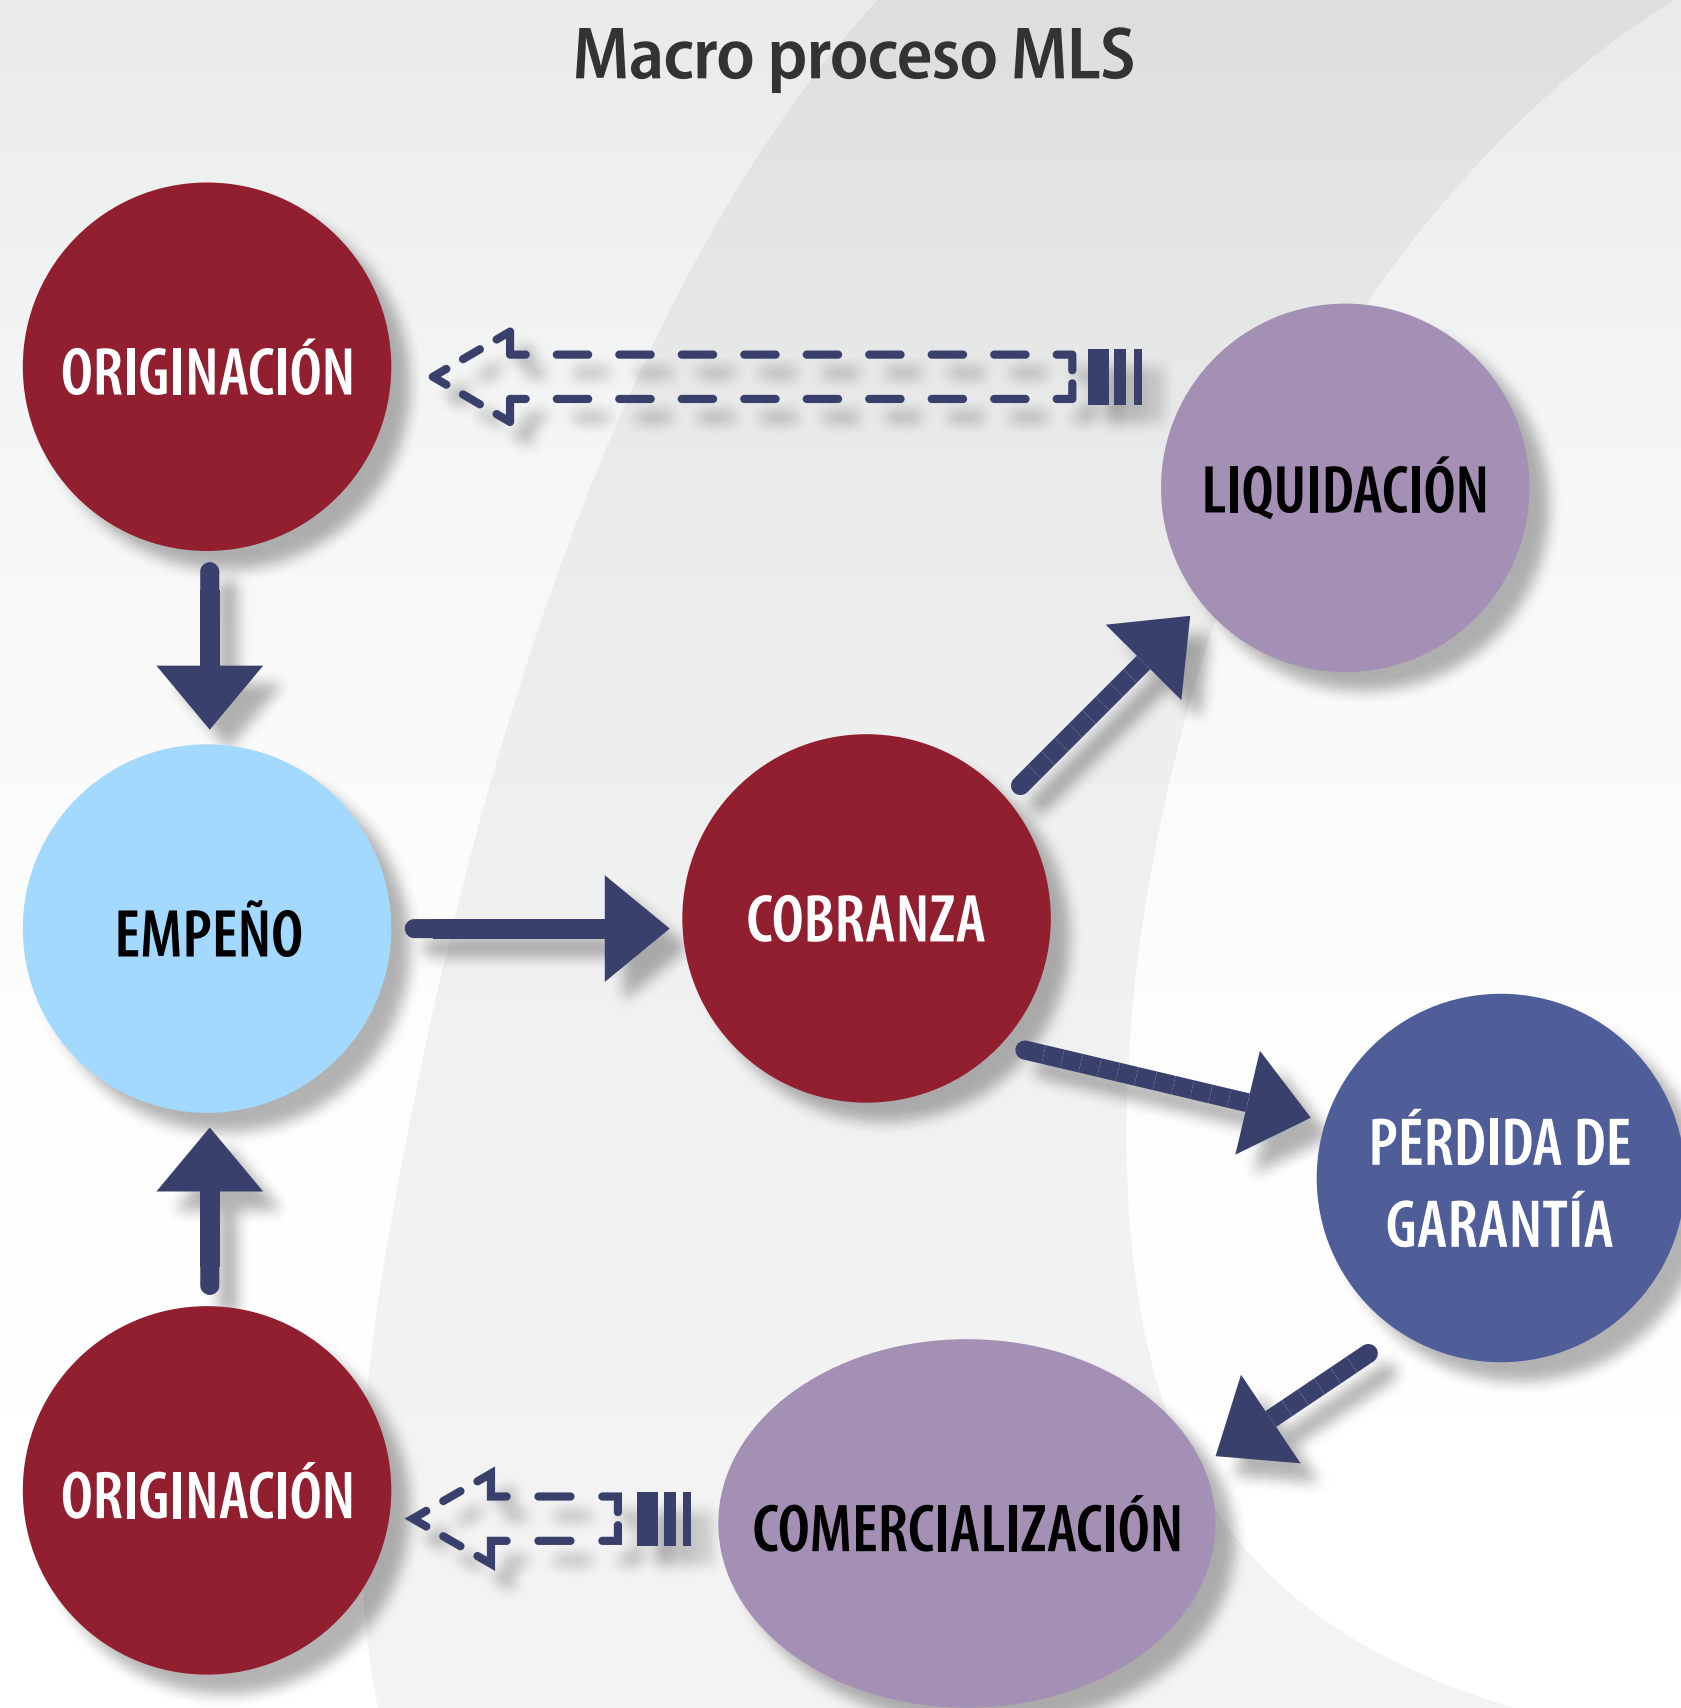 Macro proceso MLS
ORIGINACIÓN
LIQUIDACIÓN
EMPEÑO
COBRANZA
PÉRDIDA DE
GARANTÍA
ORIGINACIÓN
COMERCIALIZACIÓN